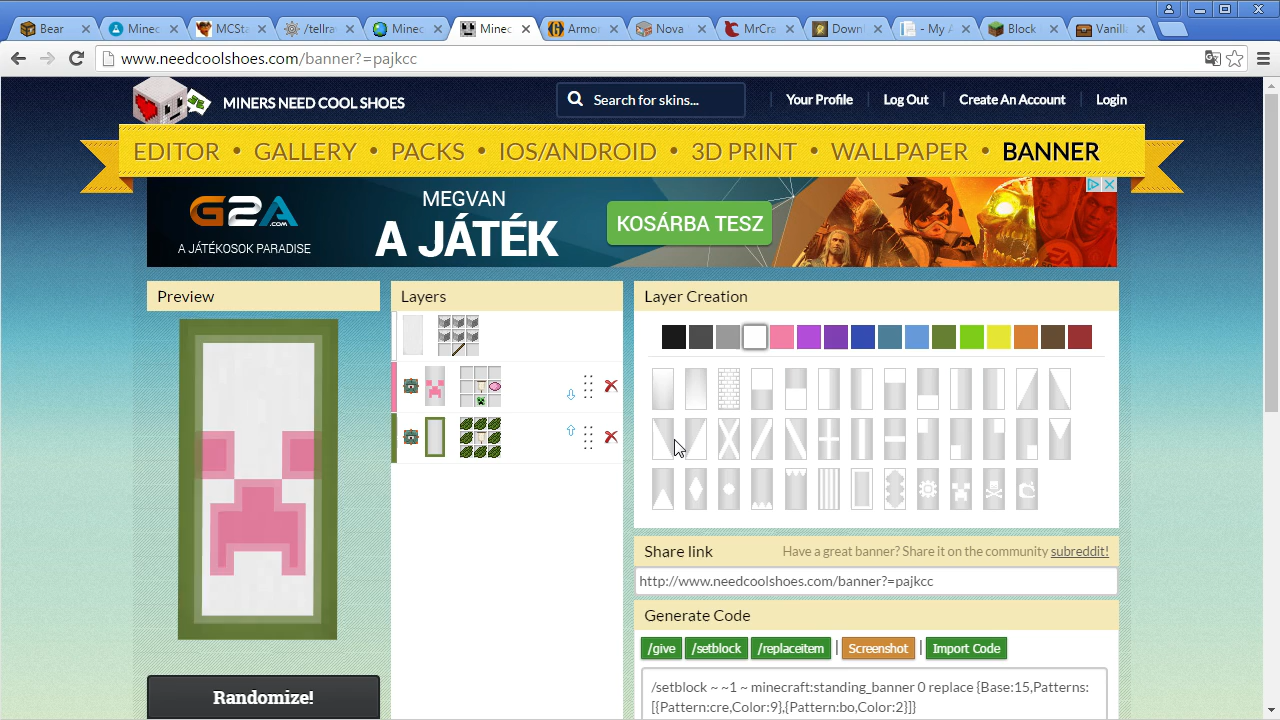 Bear
Minec
MCSta
/tellra
Minec
Minec
Armor
Nova
MrCra
Downl
- My A
Block
Vanill
www.needcoolshoes.com/banner?=pajkcc
MINERS NEED COOL SHOES
Search for skins...
Your Profile
Log Out
Create An Account
Login
EDITOR • GALLERY • PACKS • IOS/ANDROID • 3D PRINT • WALLPAPER • BANNER
G2A.COM
A JÁTÉKOSOK PARADISE
MEGVAN
A JÁTÉK
KOSÁRBA TESZ
Preview
Layers
Layer Creation
Share link
Have a great banner? Share it on the community subreddit!
http://www.needcoolshoes.com/banner?=pajkcc
Generate Code
/give
/setblock
/replaceitem
|
Screenshot
|
Import Code
/setblock ~ ~1 ~ minecraft:standing_banner 0 replace {Base:15,Patterns:
[{Pattern:cre,Color:9},{Pattern:bo,Color:2}]}
Randomize!